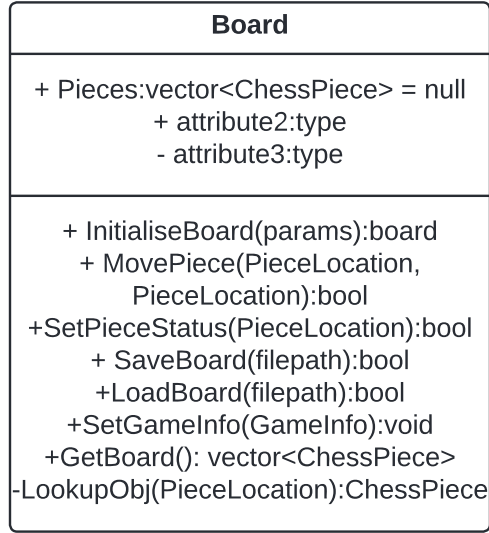 Board
+ Pieces:vector<ChessPiece> = null
+ attribute2:type
- attribute3:type
+ InitialiseBoard(params):board
+ MovePiece(PieceLocation,
PieceLocation):bool
+SetPieceStatus(PieceLocation):bool
+ SaveBoard(filepath):bool
+LoadBoard(filepath):bool
+SetGameInfo(GameInfo):void
+GetBoard(): vector<ChessPiece>
-LookupObj(PieceLocation):ChessPiece